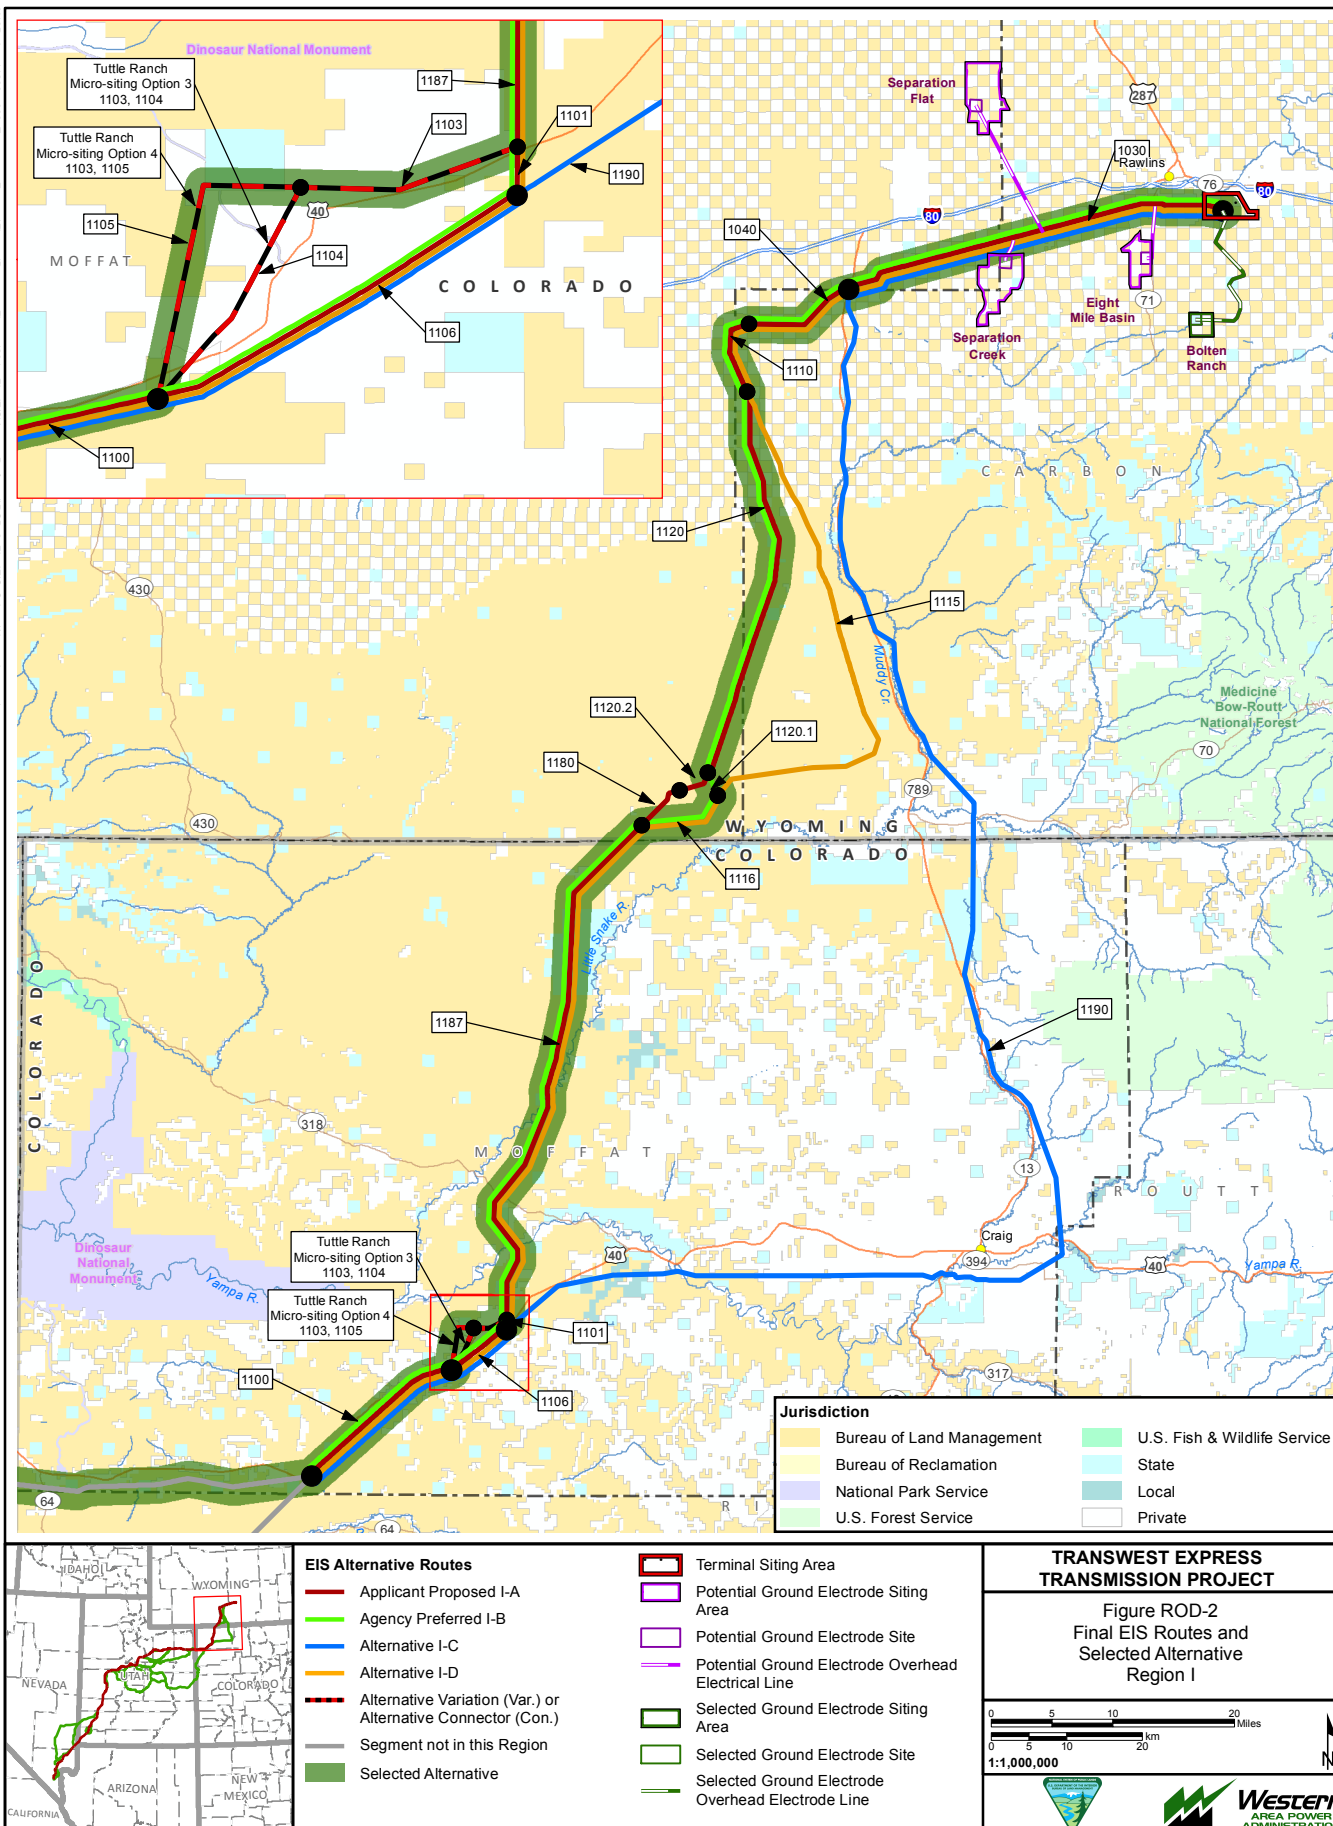 Dinosaur National Monument
Tuttle Ranch
Micro-siting Option 3
1103, 1104
1187
1101
1103
Tuttle Ranch
Micro-siting Option 4
1103, 1105
1190
40
1105
1104
MOFFAT
COLORADO
1106
1100
Separation
Flat
287
1030
Rawlins
76
80
80
1040
Eight
Mile Basin
71
Separation
Creek
Bolten
Ranch
1110
CARBON
1120
430
1115
Muddy Cr.
Medicine
Bow-Routt
National Forest
70
1120.2
1120.1
1180
789
430
WYOMING
COLORADO
1116
Little Snake R.
COLORADO
1187
1190
318
MOFFAT
13
ROUTT
Craig
394
40
40
Yampa R.
Dinosaur
National
Monument
Yampa R.
Tuttle Ranch
Micro-siting Option 3
1103, 1104
Tuttle Ranch
Micro-siting Option 4
1103, 1105
1101
1100
1106
317
64
64
RI
Jurisdiction
Bureau of Land Management
Bureau of Reclamation
National Park Service
U.S. Forest Service
U.S. Fish & Wildlife Service
State
Local
Private
IDAHO
WYOMING
NEVADA
UTAH
COLORADO
ARIZONA
NEW
MEXICO
CALIFORNIA
EIS Alternative Routes
Applicant Proposed I-A
Agency Preferred I-B
Alternative I-C
Alternative I-D
Alternative Variation (Var.) or
Alternative Connector (Con.)
Segment not in this Region
Selected Alternative
Terminal Siting Area
Potential Ground Electrode Siting
Area
Potential Ground Electrode Site
Potential Ground Electrode Overhead
Electrical Line
Selected Ground Electrode Siting
Area
Selected Ground Electrode Site
Selected Ground Electrode
Overhead Electrode Line
TRANSWEST EXPRESS
TRANSMISSION PROJECT
Figure ROD-2
Final EIS Routes and
Selected Alternative
Region I
0 5 10 20
Miles
0 5 10 20
km
1:1,000,000
N
Western
AREA POWER
ADMINISTRATION